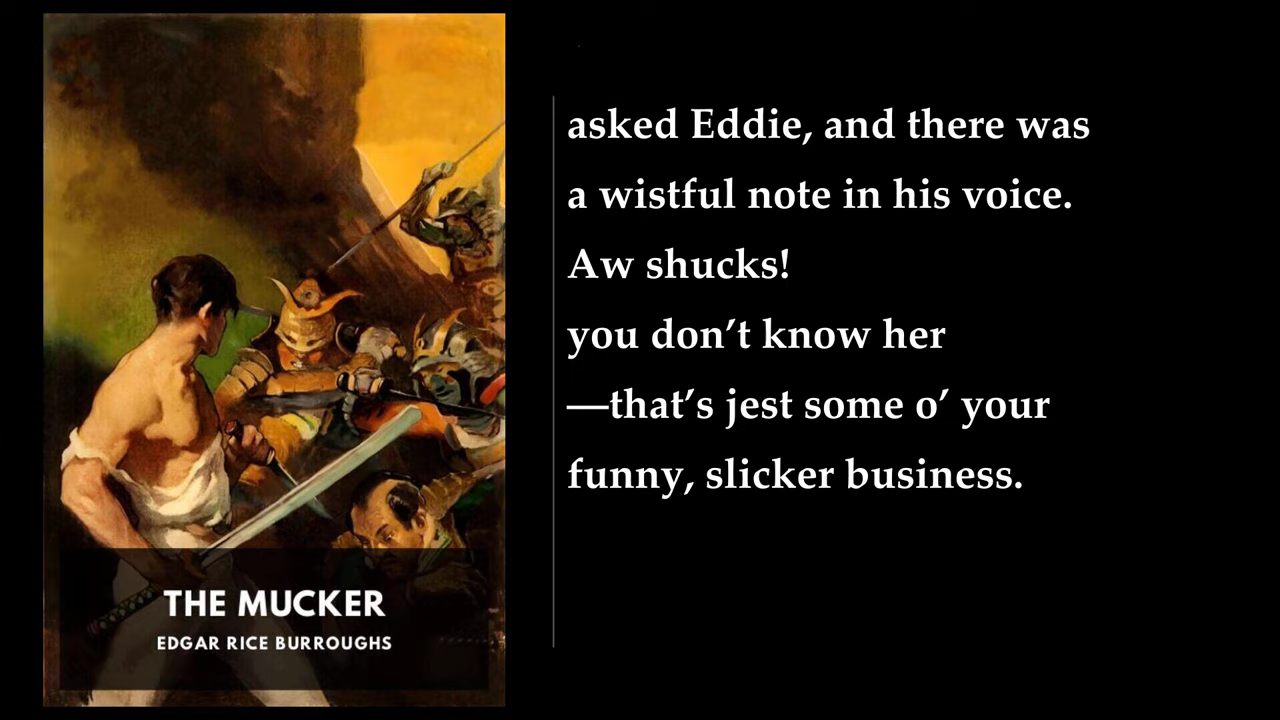 asked Eddie, and there was
a wistful note in his voice.
Aw shucks!
you don’t know her
—that’s jest some o’ your
funny, slicker business.
THE MUCKER
EDGAR RICE BURROUGHS